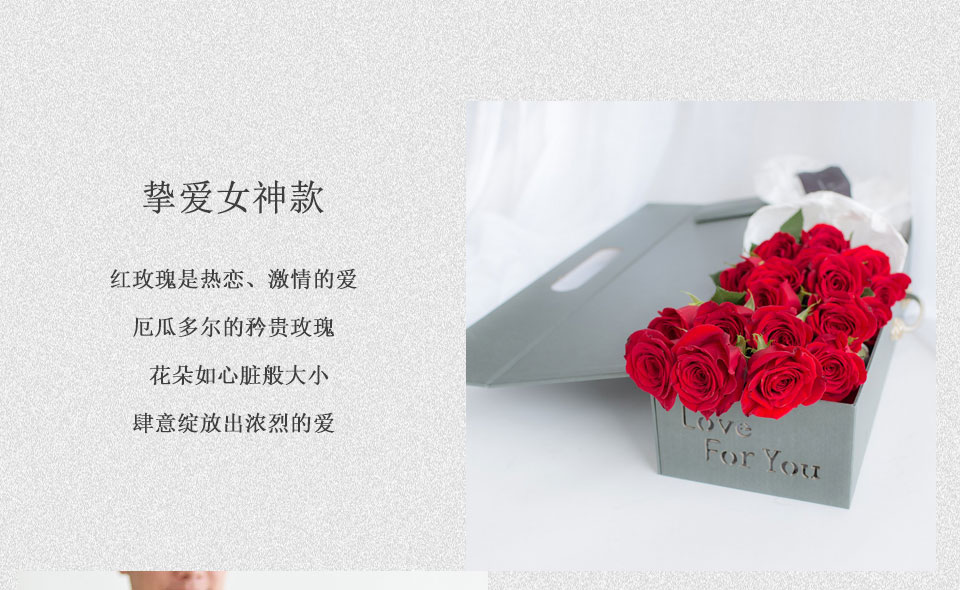 挚爱女神款
红玫瑰是热恋、激情的爱
厄瓜多尔的矜贵玫瑰
花朵如心脏般大小
肆意绽放出浓烈的爱
Love
For You